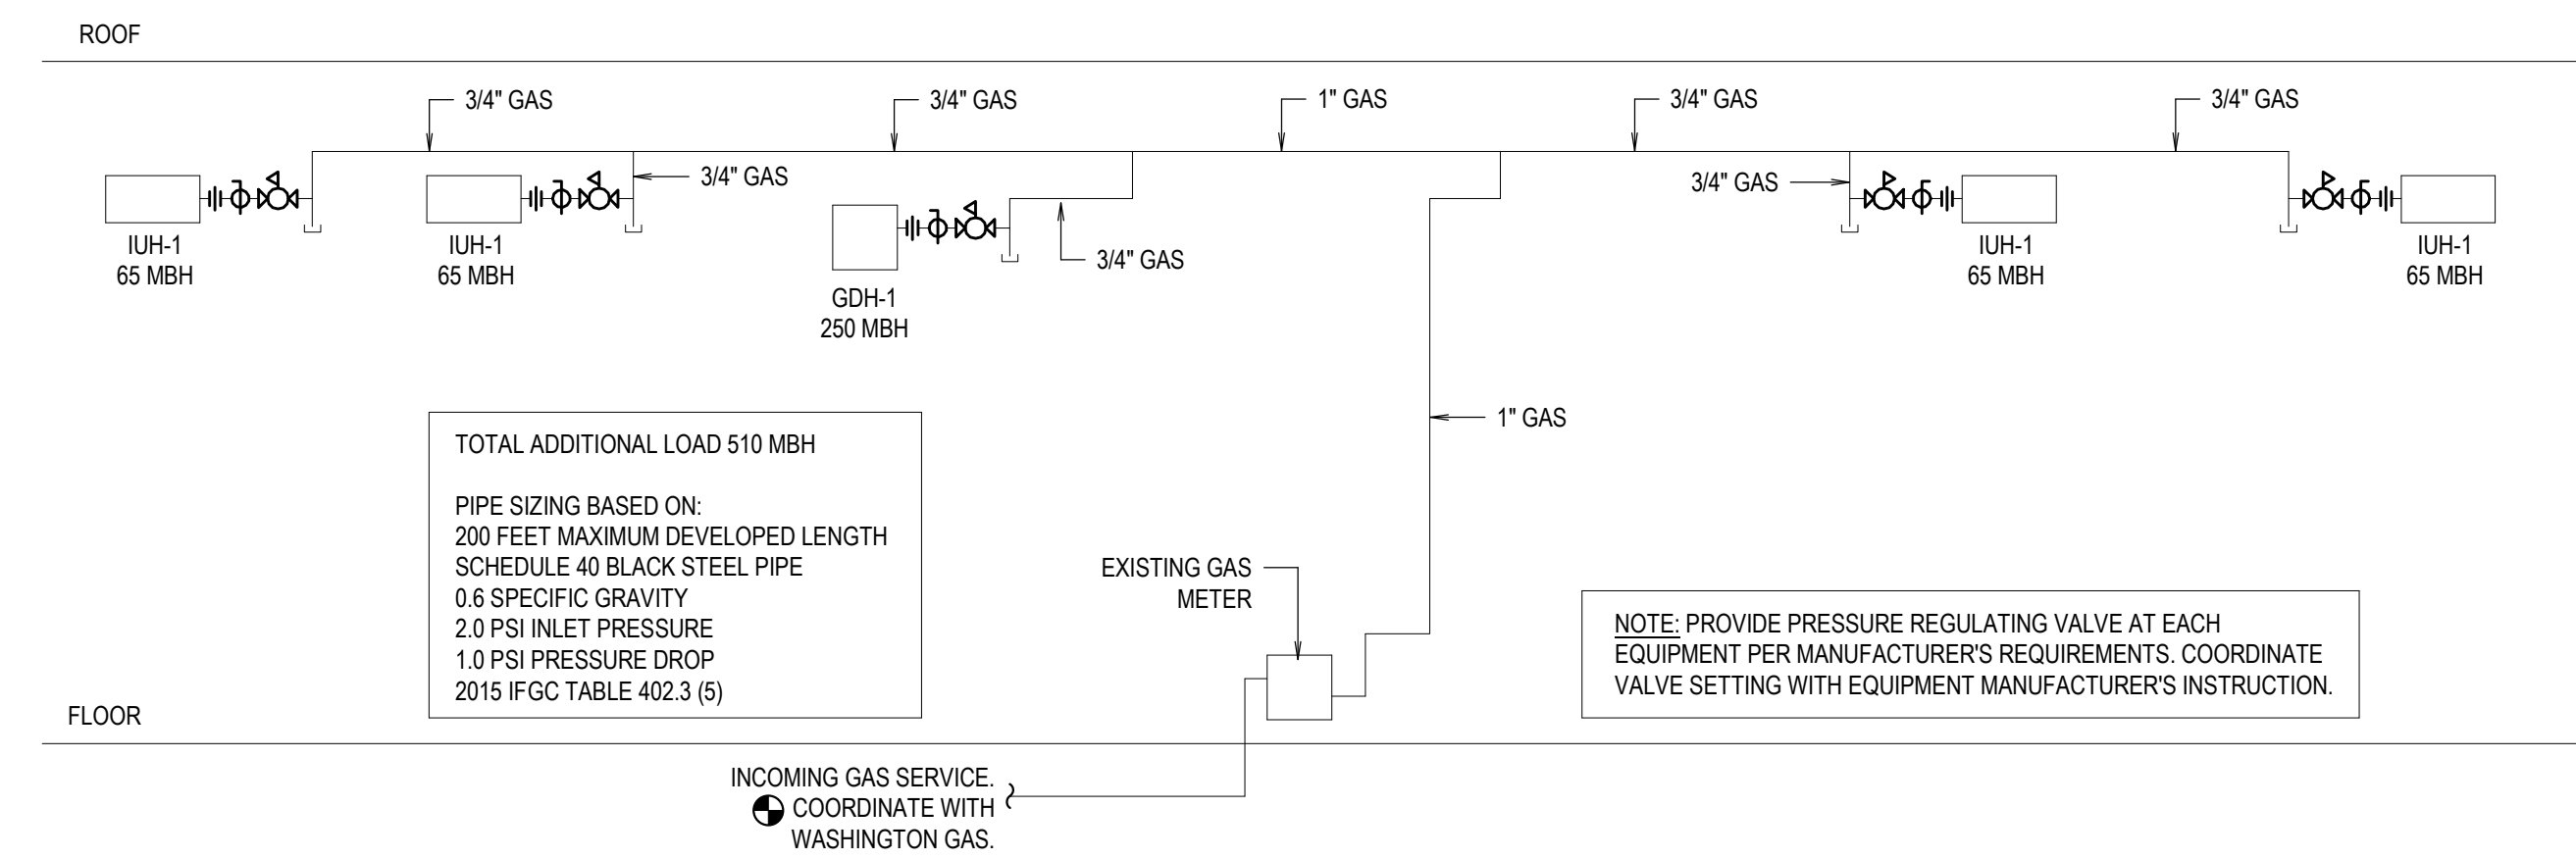 ROOF
3/4" GAS
3/4" GAS
1" GAS
3/4" GAS
3/4" GAS
3/4" GAS
3/4" GAS
IUH-1
65 MBH
IUH-1
65 MBH
3/4" GAS
GDH-1
250 MBH
IUH-1
65 MBH
IUH-1
65 MBH
1" GAS
TOTAL ADDITIONAL LOAD 510 MBH
PIPE SIZING BASED ON:
200 FEET MAXIMUM DEVELOPED LENGTH
SCHEDULE 40 BLACK STEEL PIPE
0.6 SPECIFIC GRAVITY
2.0 PSI INLET PRESSURE
1.0 PSI PRESSURE DROP
2015 IFGC TABLE 402.3 (5)
EXISTING GAS
METER
NOTE: PROVIDE PRESSURE REGULATING VALVE AT EACH
EQUIPMENT PER MANUFACTURER'S REQUIREMENTS. COORDINATE
VALVE SETTING WITH EQUIPMENT MANUFACTURER'S INSTRUCTION.
FLOOR
INCOMING GAS SERVICE.
COORDINATE WITH
WASHINGTON GAS.